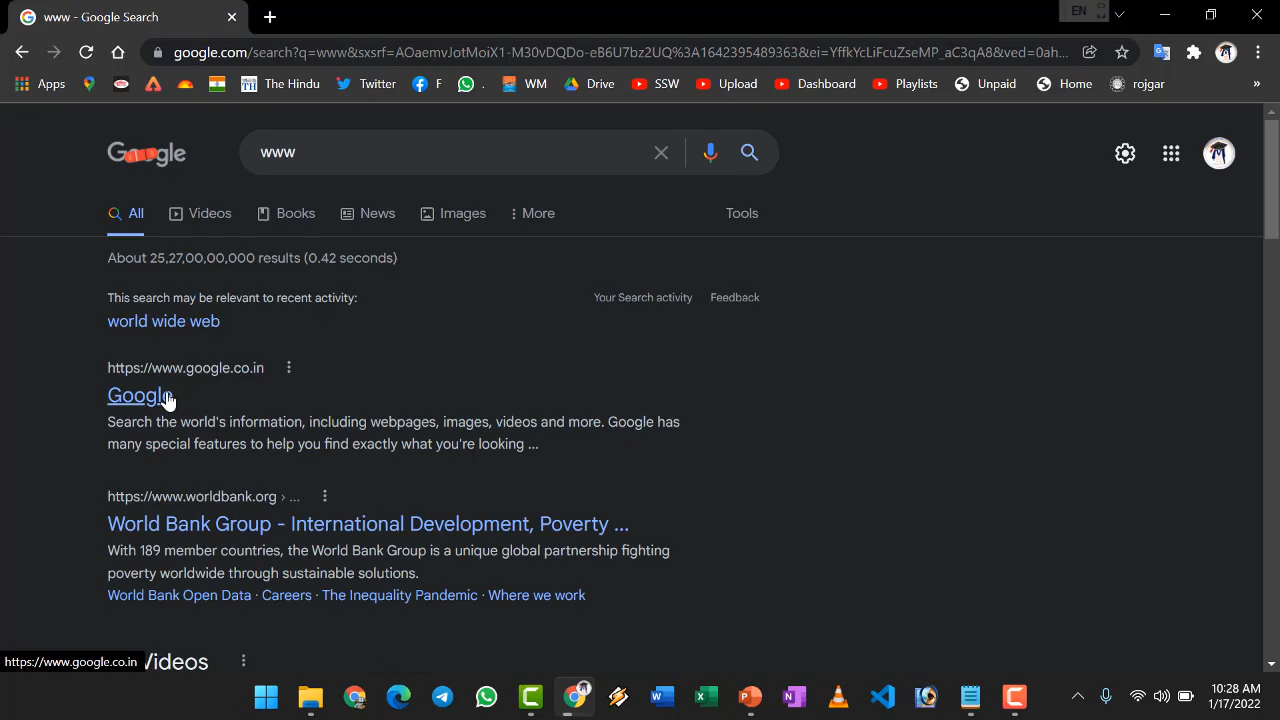 www - Google Search
EN
google.com/search?q=www&sxsrf=AOaemvJotMoiX1-M30vDQDo-eB6U7bz2UQ%3A1642395489363&ei=YffkYcLiFcuZseMP_aC3qA8&ved=0ah...
Apps The Hindu Twitter F . WM Drive SSW Upload Dashboard Playlists Unpaid Home rojgar »
Google www
All Videos Books News Images More Tools
About 25,27,00,00,000 results (0.42 seconds)
This search may be relevant to recent activity: Your Search activity Feedback
world wide web
https://www.google.co.in
Google
Search the world's information, including webpages, images, videos and more. Google has
many special features to help you find exactly what you're looking ...
https://www.worldbank.org › ...
World Bank Group - International Development, Poverty ...
With 189 member countries, the World Bank Group is a unique global partnership fighting
poverty worldwide through sustainable solutions.
World Bank Open Data · Careers · The Inequality Pandemic · Where we work
https://www.google.co.in Videos
10:28 AM
1/17/2022